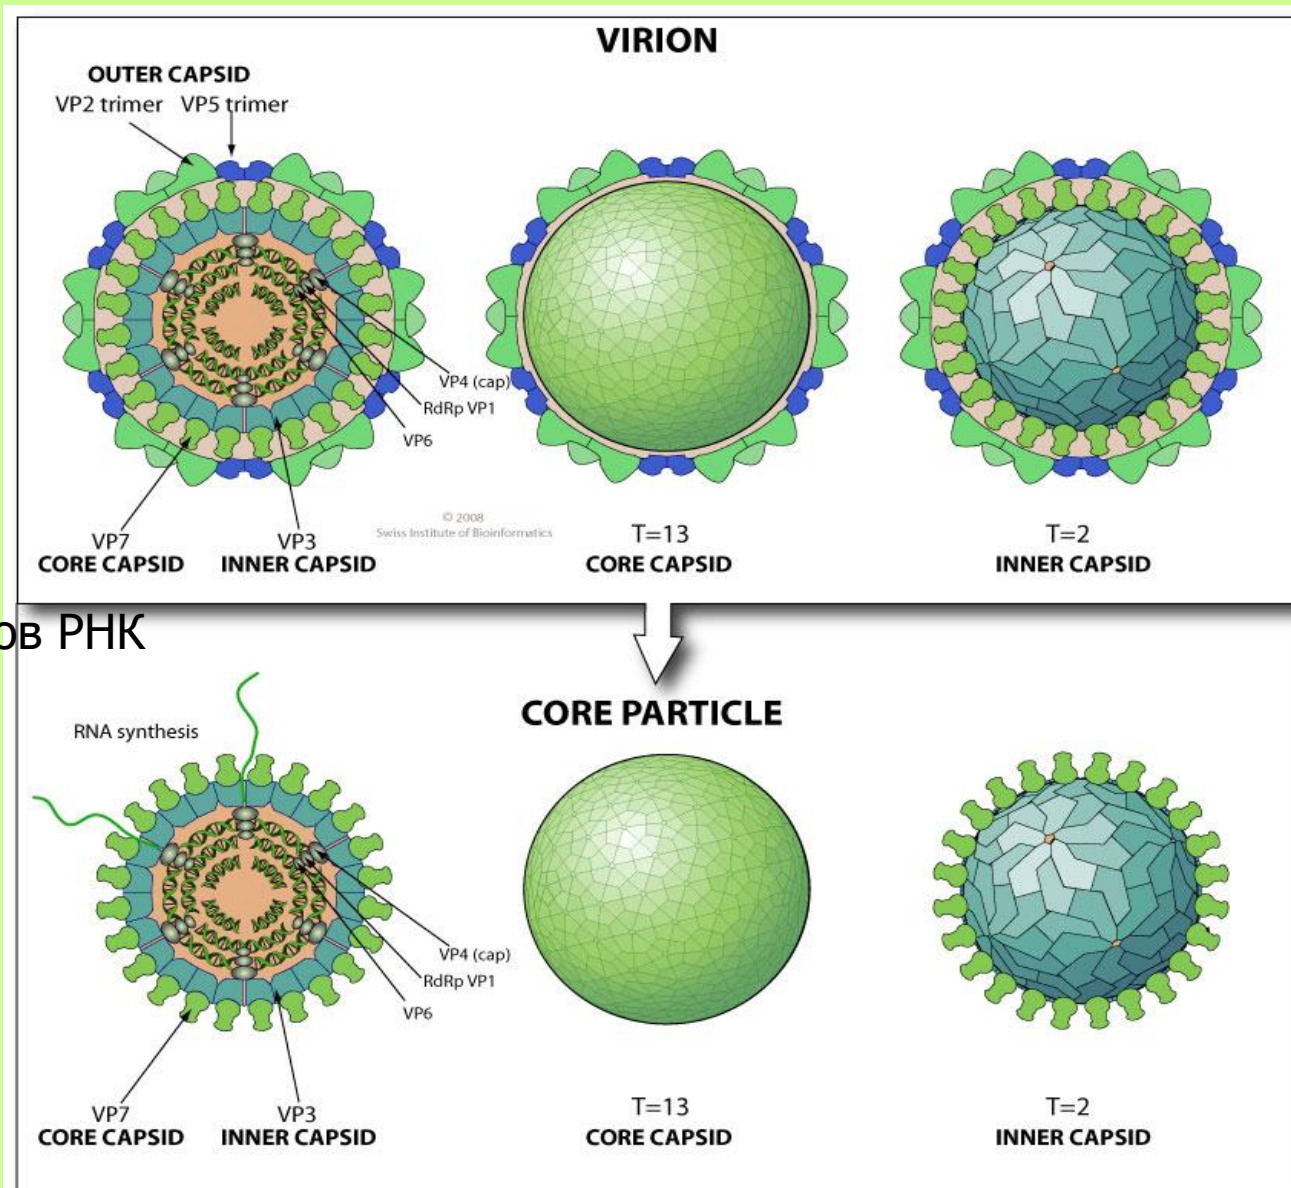 VIRION
OUTER CAPSID
VP2 trimer VP5 trimer
VP4 (cap)
RdRp VP1
VP6
© 2008
Swiss Institute of Bioinformatics
VP7
CORE CAPSID
VP3
INNER CAPSID
T=13
CORE CAPSID
T=2
INNER CAPSID
ов РНК
CORE PARTICLE
RNA synthesis
VP4 (cap)
RdRp VP1
VP6
VP7
CORE CAPSID
VP3
INNER CAPSID
T=13
CORE CAPSID
T=2
INNER CAPSID